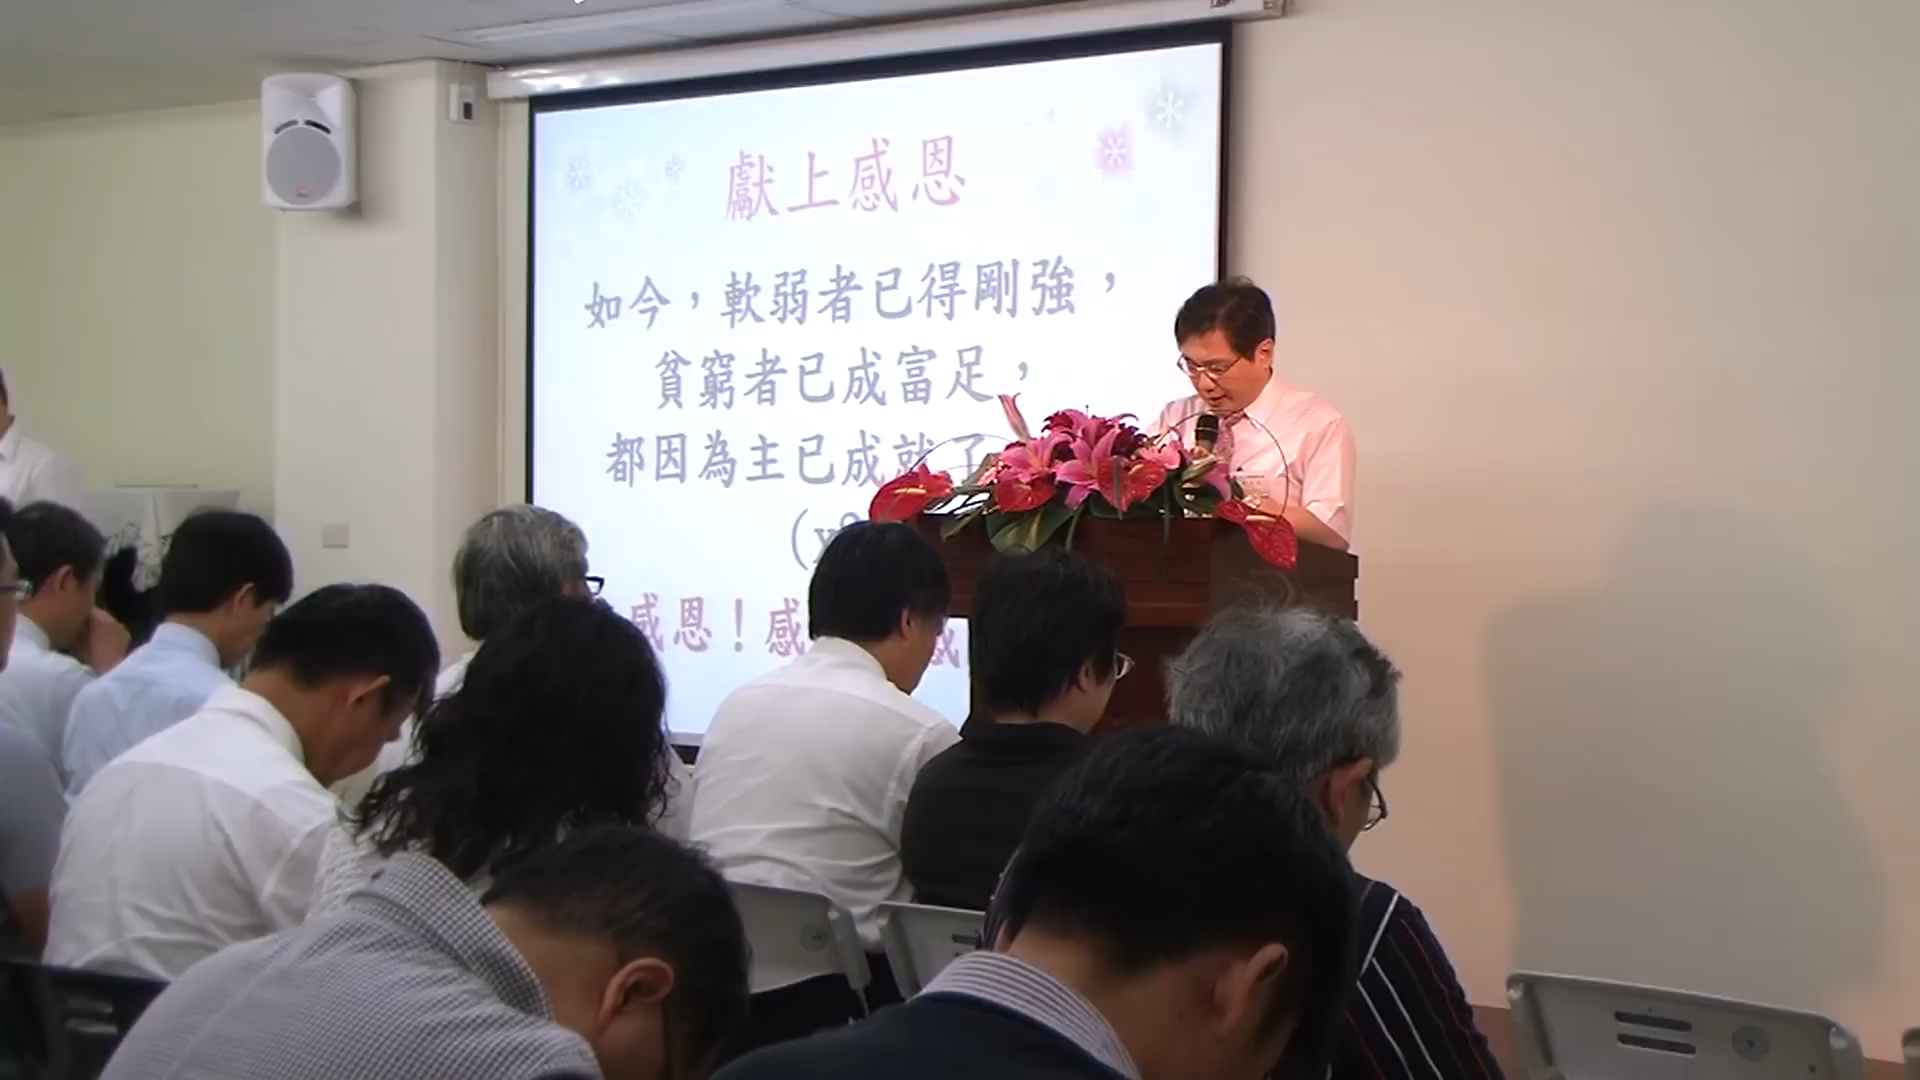 獻上感恩
如今，軟弱者已得剛強，
貧窮者已成富足，
都因為主已成就了
感恩！感